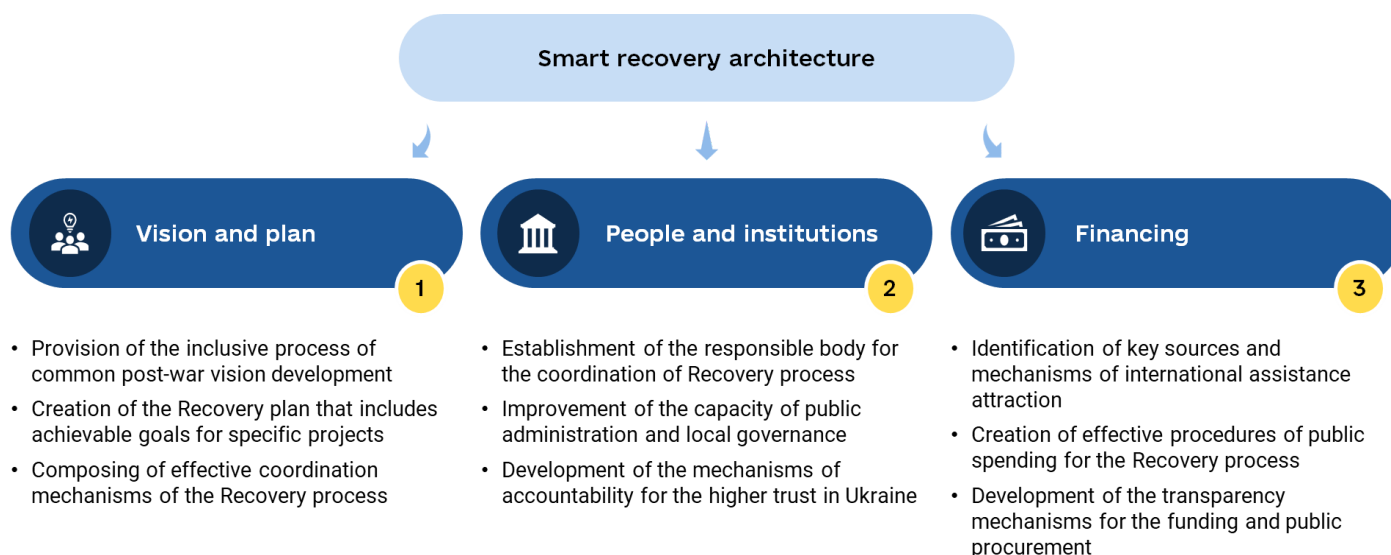 Smart recovery architecture
Vision and plan
1
• Provision of the inclusive process of
common post-war vision development
• Creation of the Recovery plan that includes
achievable goals for specific projects
• Composing of effective coordination
mechanisms of the Recovery process
People and institutions
2
• Establishment of the responsible body for
the coordination of Recovery process
• Improvement of the capacity of public
administration and local governance
• Development of the mechanisms of
accountability for the higher trust in Ukraine
Financing
3
• Identification of key sources and
mechanisms of international assistance
attraction
• Creation of effective procedures of public
spending for the Recovery process
• Development of the transparency
mechanisms for the funding and public
procurement